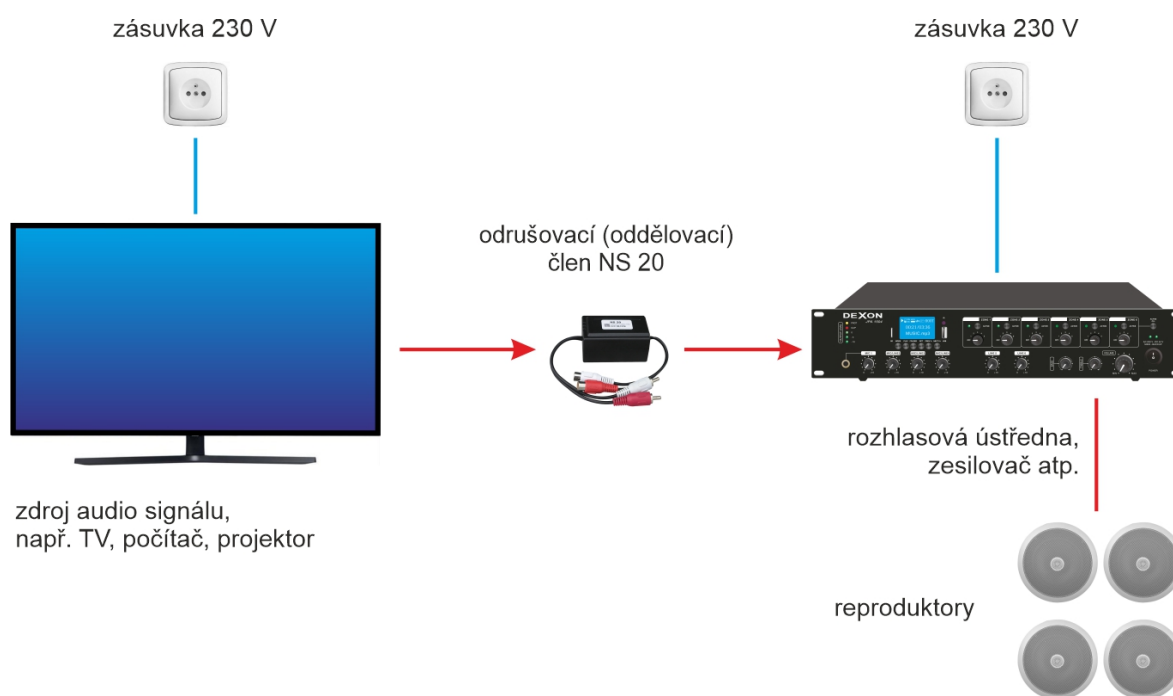 zásuvka 230 V
zásuvka 230 V
odrušovací (oddělovací)
člen NS 20
DEXON
rozhlasová ústředna,
zesilovač atp.
zdroj audio signálu,
např. TV, počítač, projektor
reproduktory